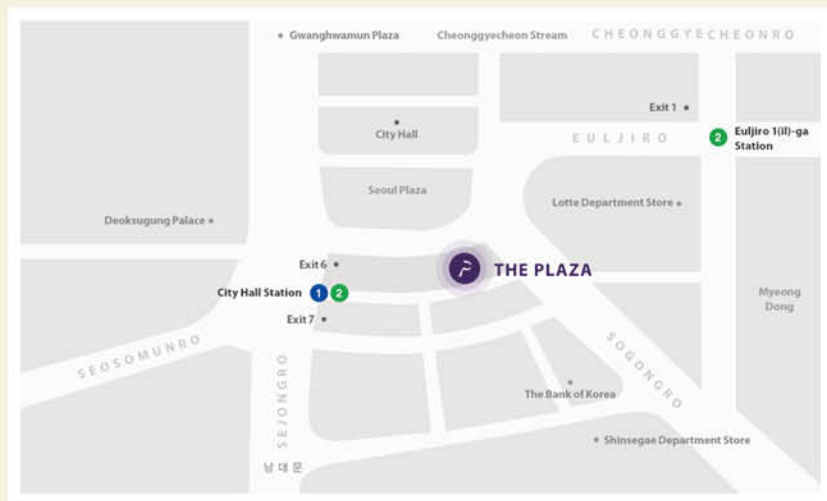 Gwanghwamun Plaza
Cheonggyecheon Stream
CHEONGGYECHEONRO
Exit 1
City Hall
EULJIRO
2
Euljiro 1(il)-ga
Station
Seoul Plaza
Lotte Department Store
Deoksugung Palace
Exit 6
THE PLAZA
City Hall Station
1
2
Myeong
Dong
Exit 7
SEOSOMUNRO
SOGONGRO
SEJONGRO
The Bank of Korea
Shinsegae Department Store
남대문